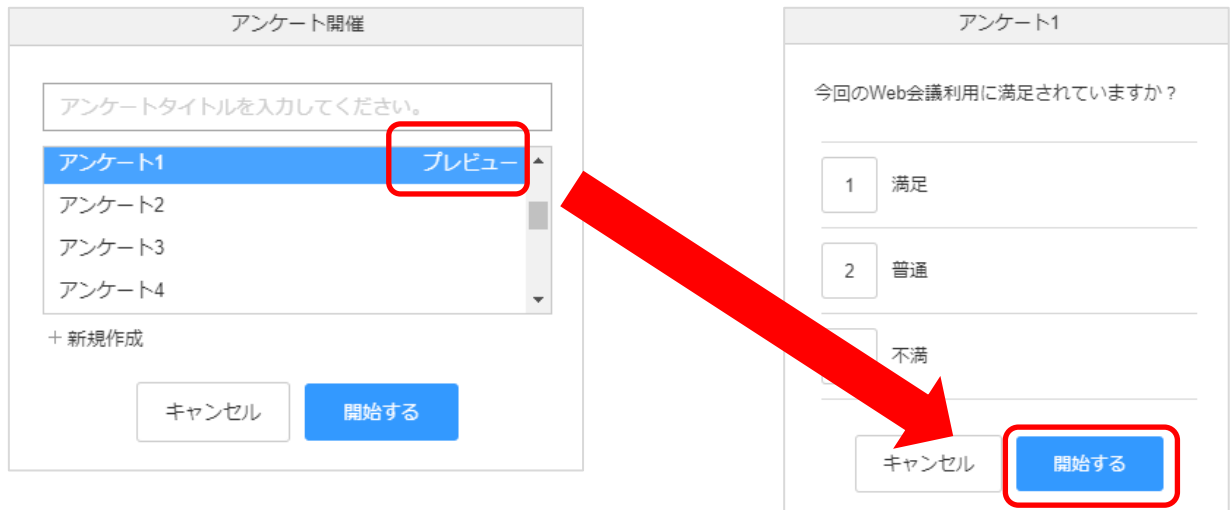 アンケート開催
アンケートタイトルを入力してください。
アンケート1 プレビュー
アンケート2
アンケート3
アンケート4
＋新規作成
キャンセル 開始する
アンケート1
今回のWeb会議利用に満足されていますか？
1 満足
2 普通
不満
キャンセル 開始する